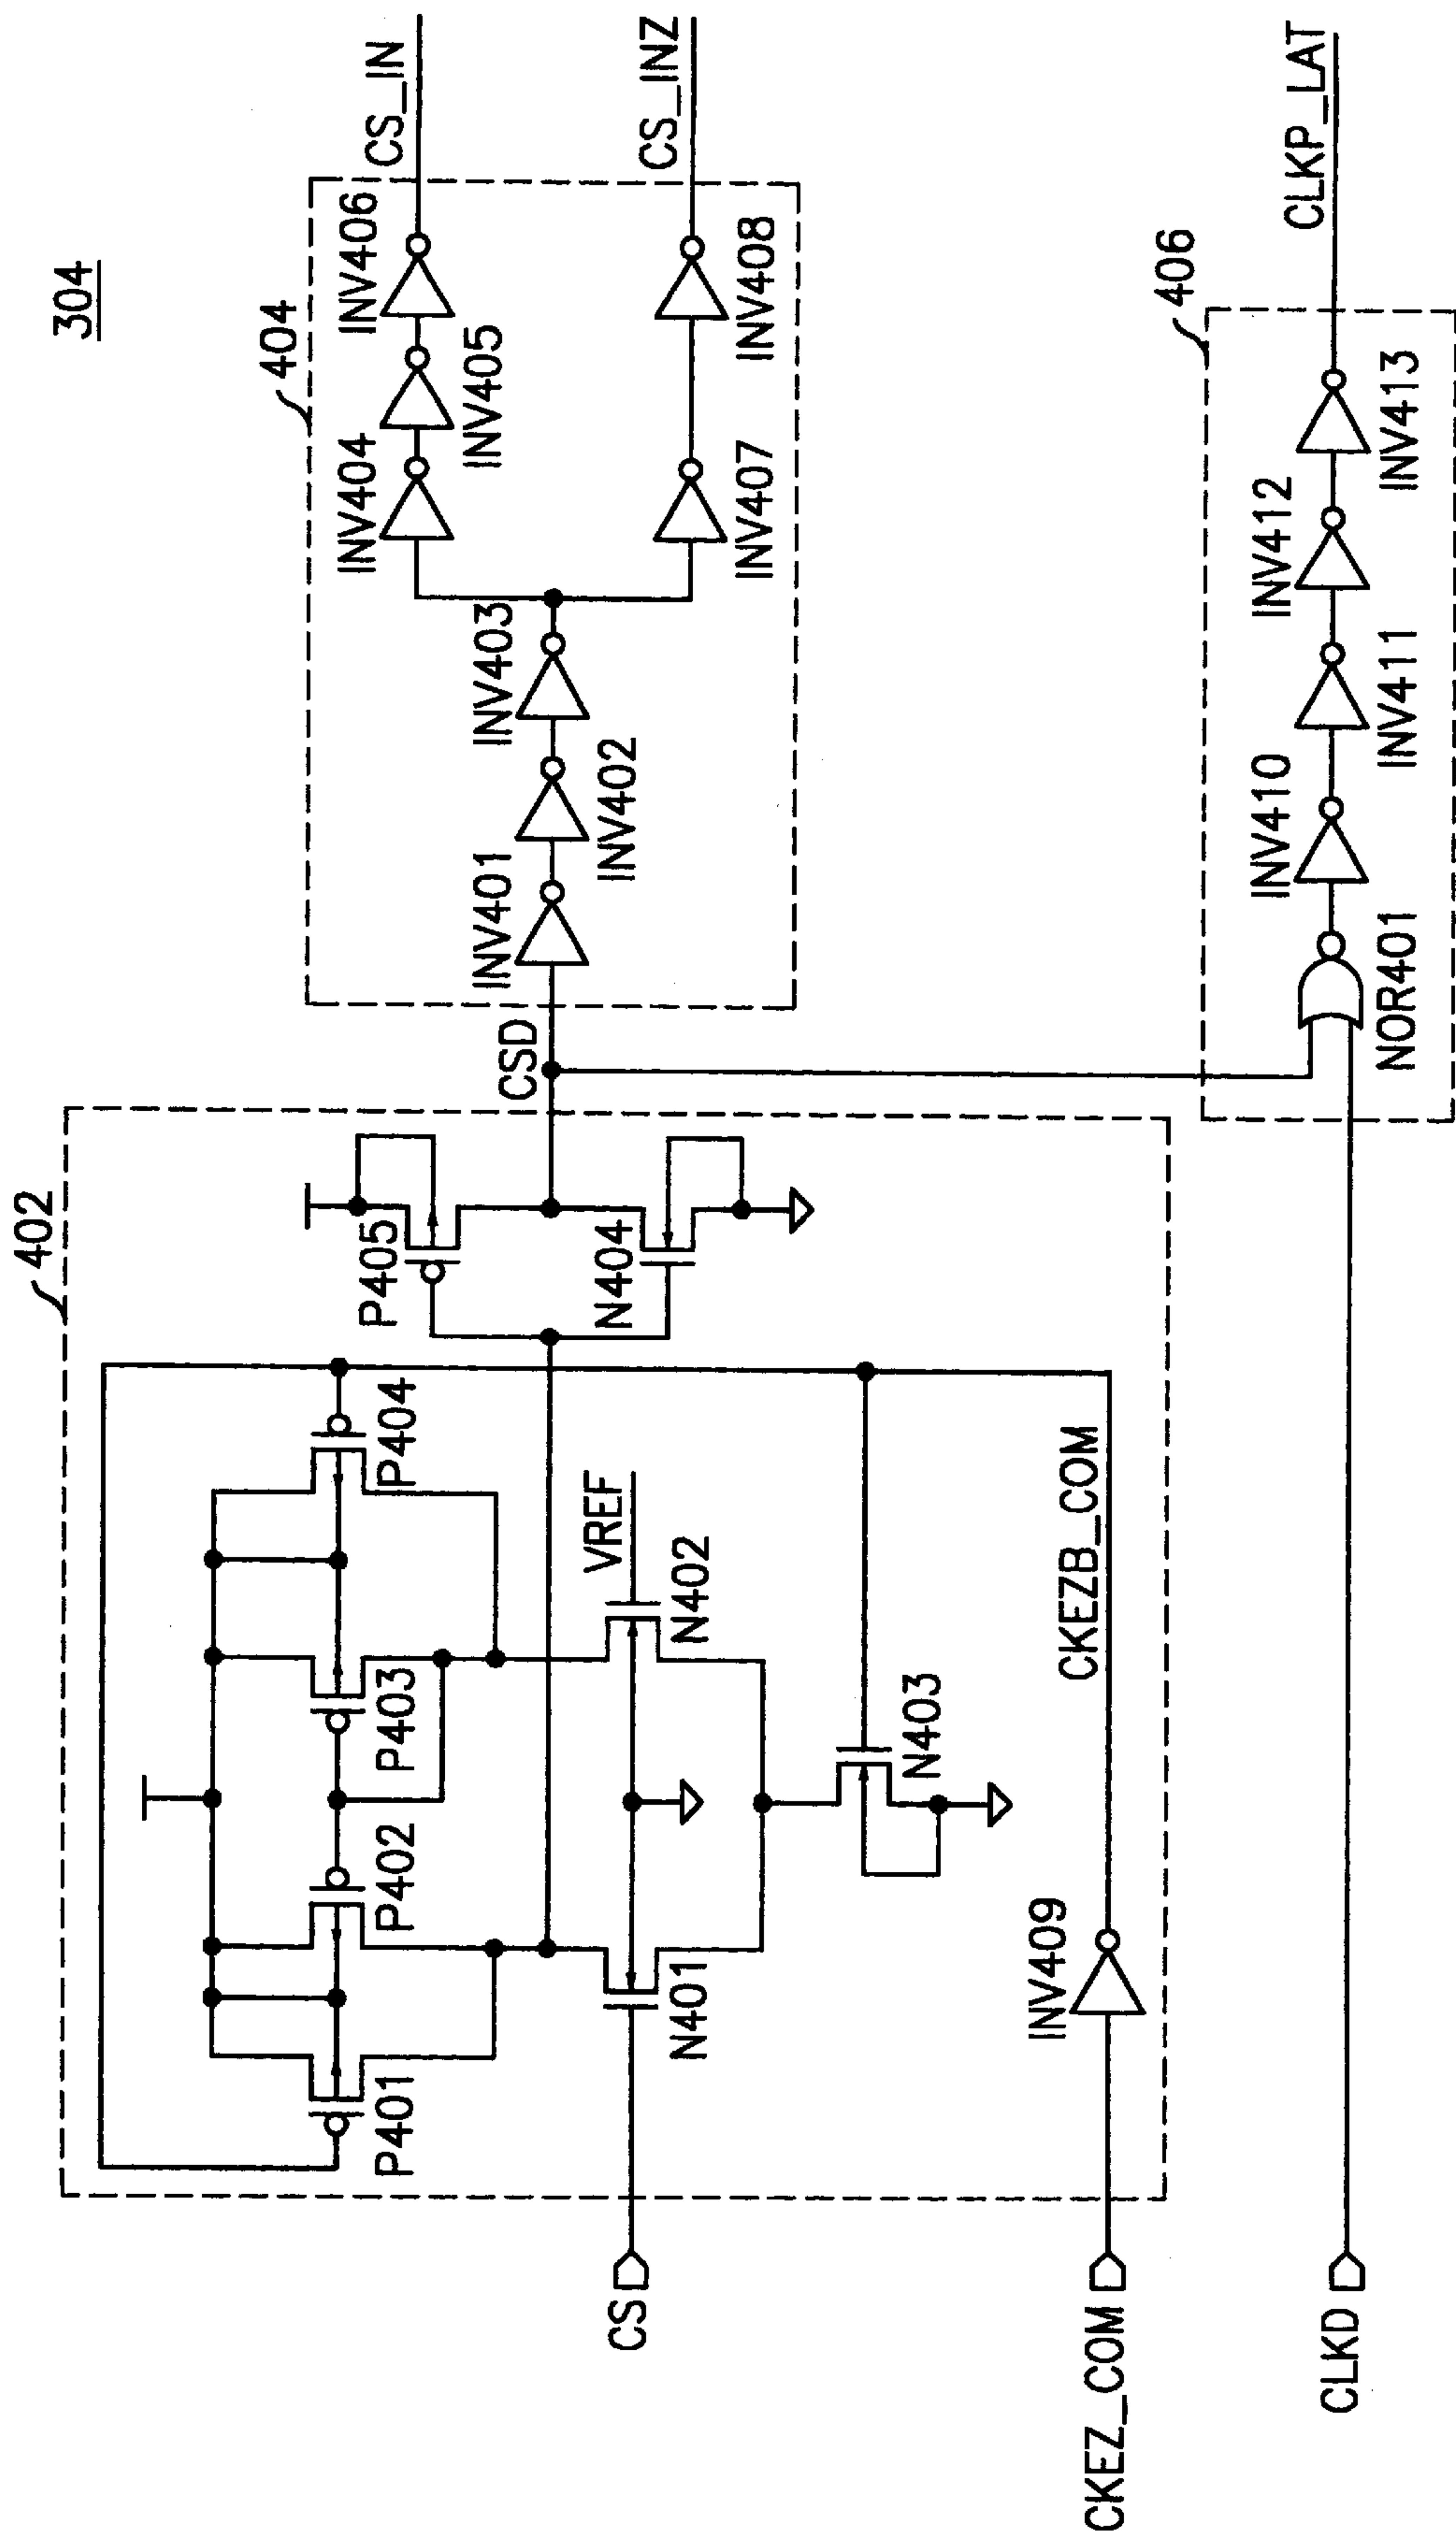 304
402
P401
P402
P403
P404
P405
N404
CS
N401
N402
VREF
N403
CKEZ_COM
INV409
CKEZB_COM
CSD
404
INV401
INV402
INV403
INV404
INV405
INV406
CS_IN
INV407
INV408
CS_INZ
CLKD
406
NOR401
INV410
INV411
INV412
INV413
CLKP_LAT